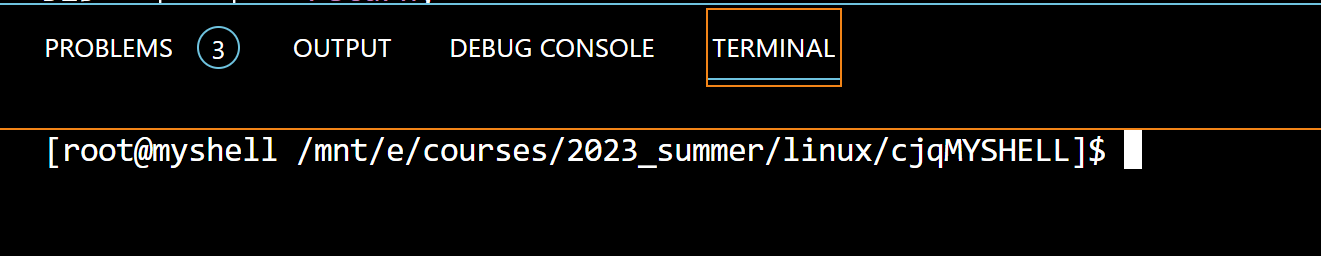 PROBLEMS 3 OUTPUT DEBUG CONSOLE TERMINAL
[root@myshell /mnt/e/courses/2023_summer/linux/cjqMYSHELL]$